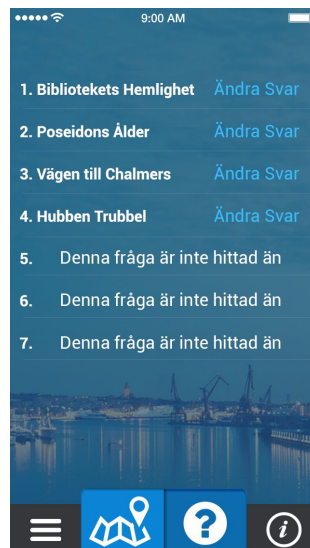 9:00 AM
1. Bibliotekets Hemlighet Ändra Svar
2. Poseidons Ålder Ändra Svar
3. Vägen till Chalmers Ändra Svar
4. Hubben Trubbel Ändra Svar
5. Denna fråga är inte hittad än
6. Denna fråga är inte hittad än
7. Denna fråga är inte hittad än
? i